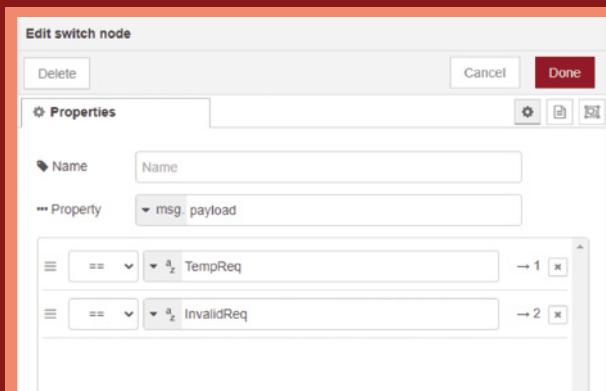 Edit switch node
Delete Cancel Done
Properties
Name Name
Property msg. payload
== a z TempReq → 1 x
== a z InvalidReq → 2 x